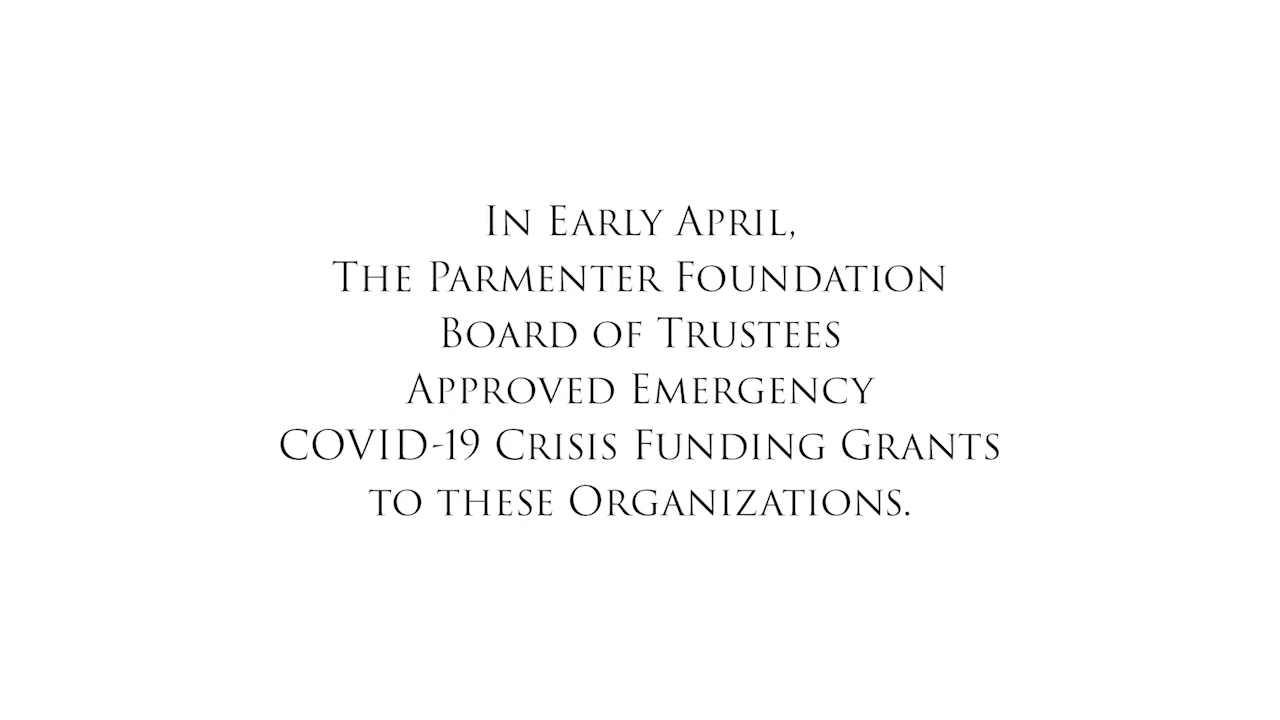 In Early April,
The Parmenter Foundation
Board of Trustees
Approved Emergency
COVID-19 Crisis Funding Grants
to these Organizations.